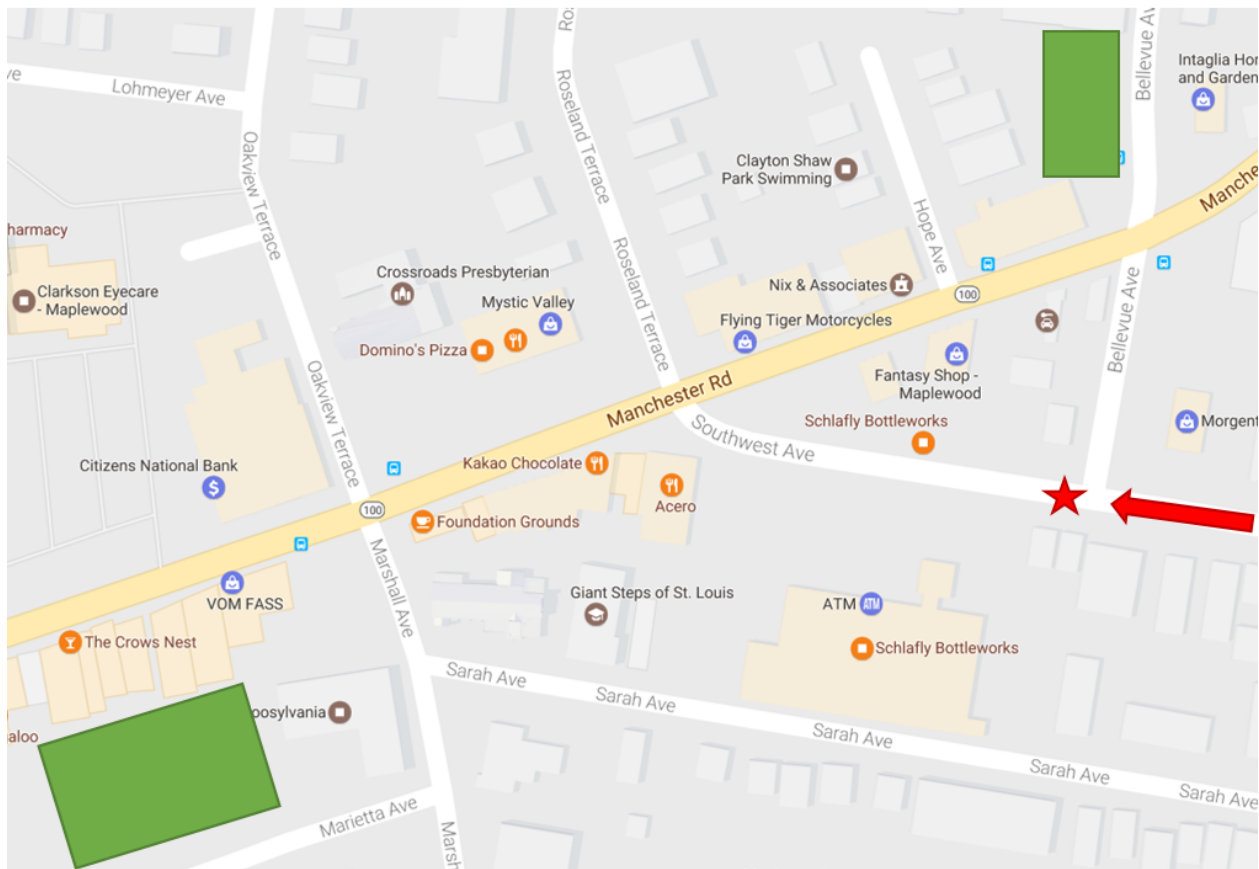 Lohmeyer Ave
Oakview Terrace
Roseland Terrace
Bellevue Av
Intaglia Hor
and Garden
Clayton Shaw
Park Swimming
Hope Ave
Manche
harmacy
Clarkson Eyecare
- Maplewood
Crossroads Presbyterian
Mystic Valley
Domino's Pizza
Roseland Terrace
Nix & Associates
100
Flying Tiger Motorcycles
Bellevue Ave
Oakview Terrace
Manchester Rd
Fantasy Shop -
Maplewood
Schlafly Bottleworks
Southwest Ave
Morgent
Citizens National Bank
$
Kakao Chocolate
Acero
100
Foundation Grounds
Marshall Ave
VOM FASS
Giant Steps of St. Louis
ATM
ATM
The Crows Nest
Schlafly Bottleworks
Sarah Ave
Sarah Ave
Sarah Ave
Sarah Ave
Sarah Ave
oosylvania
aloo
Marietta Ave
Marshall